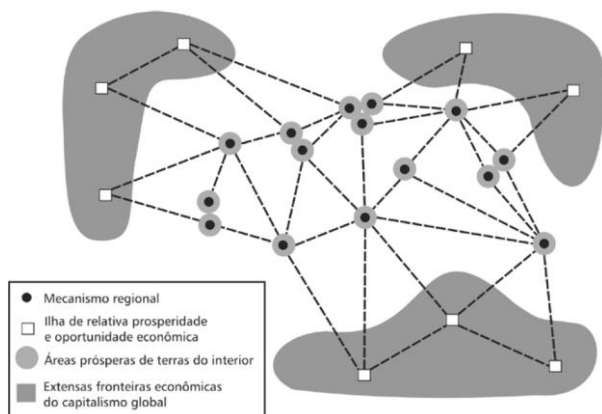 Mecanismo regional
Ilha de relativa prosperidade
e oportunidade econômica
Áreas prósperas de terras do interior
Extensas fronteiras econômicas
do capitalismo global